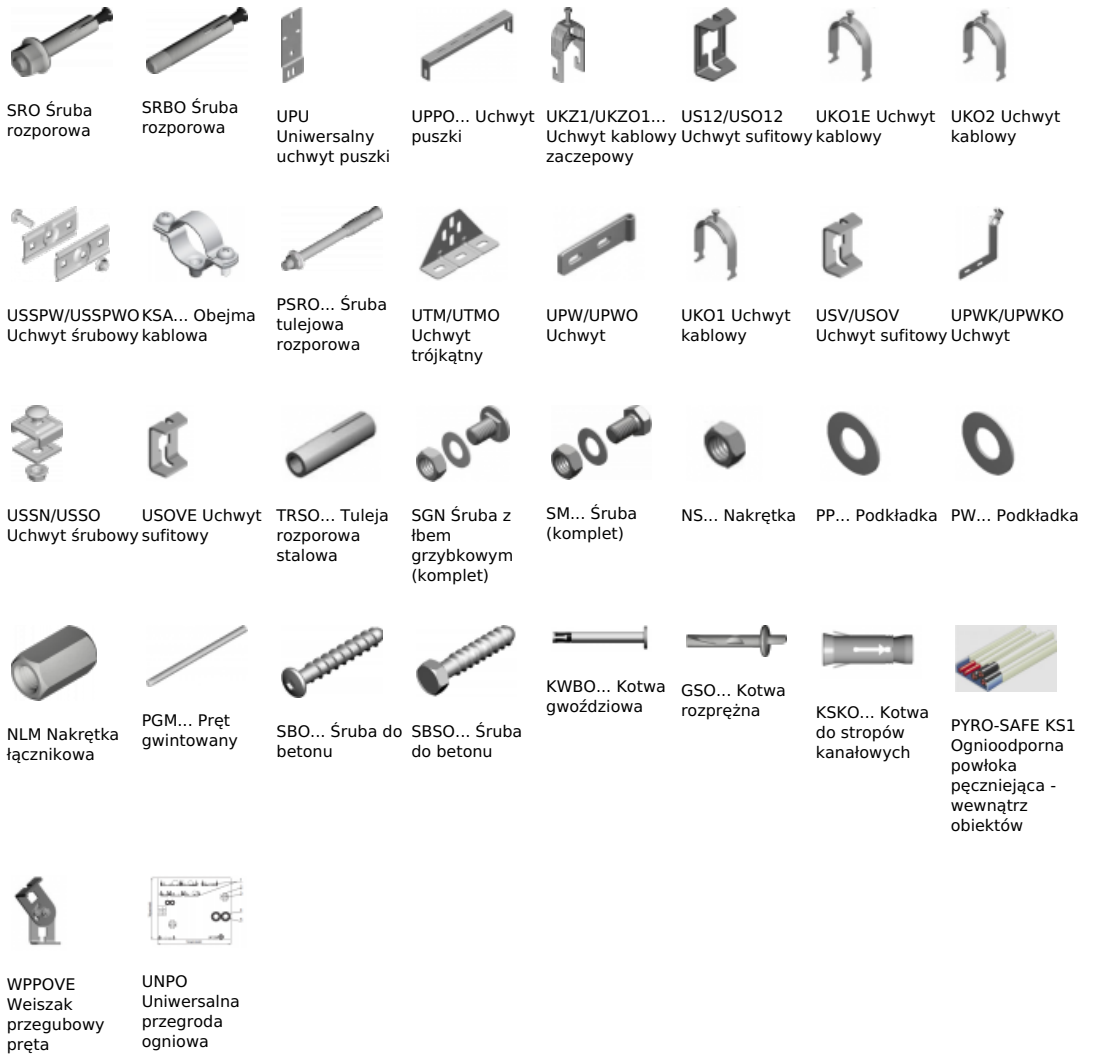 SRO Śruba
rozporowa
SRBO Śruba
rozporowa
UPU
Uniwersalny
uchwyt puszki
UPPO... Uchwyt
puszki
UKZ1/UKZO1...
Uchwyt kablowy
zaczepowy
US12/USO12
Uchwyt sufitowy
UKO1E Uchwyt
kablowy
UKO2 Uchwyt
kablowy
USSPW/USSPWO
Uchwyt śrubowy
KSA... Obejma
kablowa
PSRO... Śruba
tulejowa
rozporowa
UTM/UTMO
Uchwyt
trójkątny
UPW/UPWO
Uchwyt
UKO1 Uchwyt
kablowy
USV/USOV
Uchwyt sufitowy
UPWK/UPWKO
Uchwyt
USSN/USSO
Uchwyt śrubowy
USOVE Uchwyt
sufitowy
TRSO... Tuleja
rozporowa
stalowa
SGN Śruba z
łbem
grzybkowym
(komplet)
SM... Śruba
(komplet)
NS... Nakrętka
PP... Podkładka
PW... Podkładka
NLM Nakrętka
łącznikowa
PGM... Pręt
gwintowany
SBO... Śruba do
betonu
SBSO... Śruba
do betonu
KWBO... Kotwa
gwoździowa
GSO... Kotwa
rozprężna
KSKO... Kotwa
do stropów
kanałowych
PYRO-SAFE KS1
Ognioodporna
powłoka
pęczniejąca -
wewnątrz
obiektów
WPPOVE
Weiszak
przegubowy
pręta
UNPO
Uniwersalna
przegroda
ogniowa